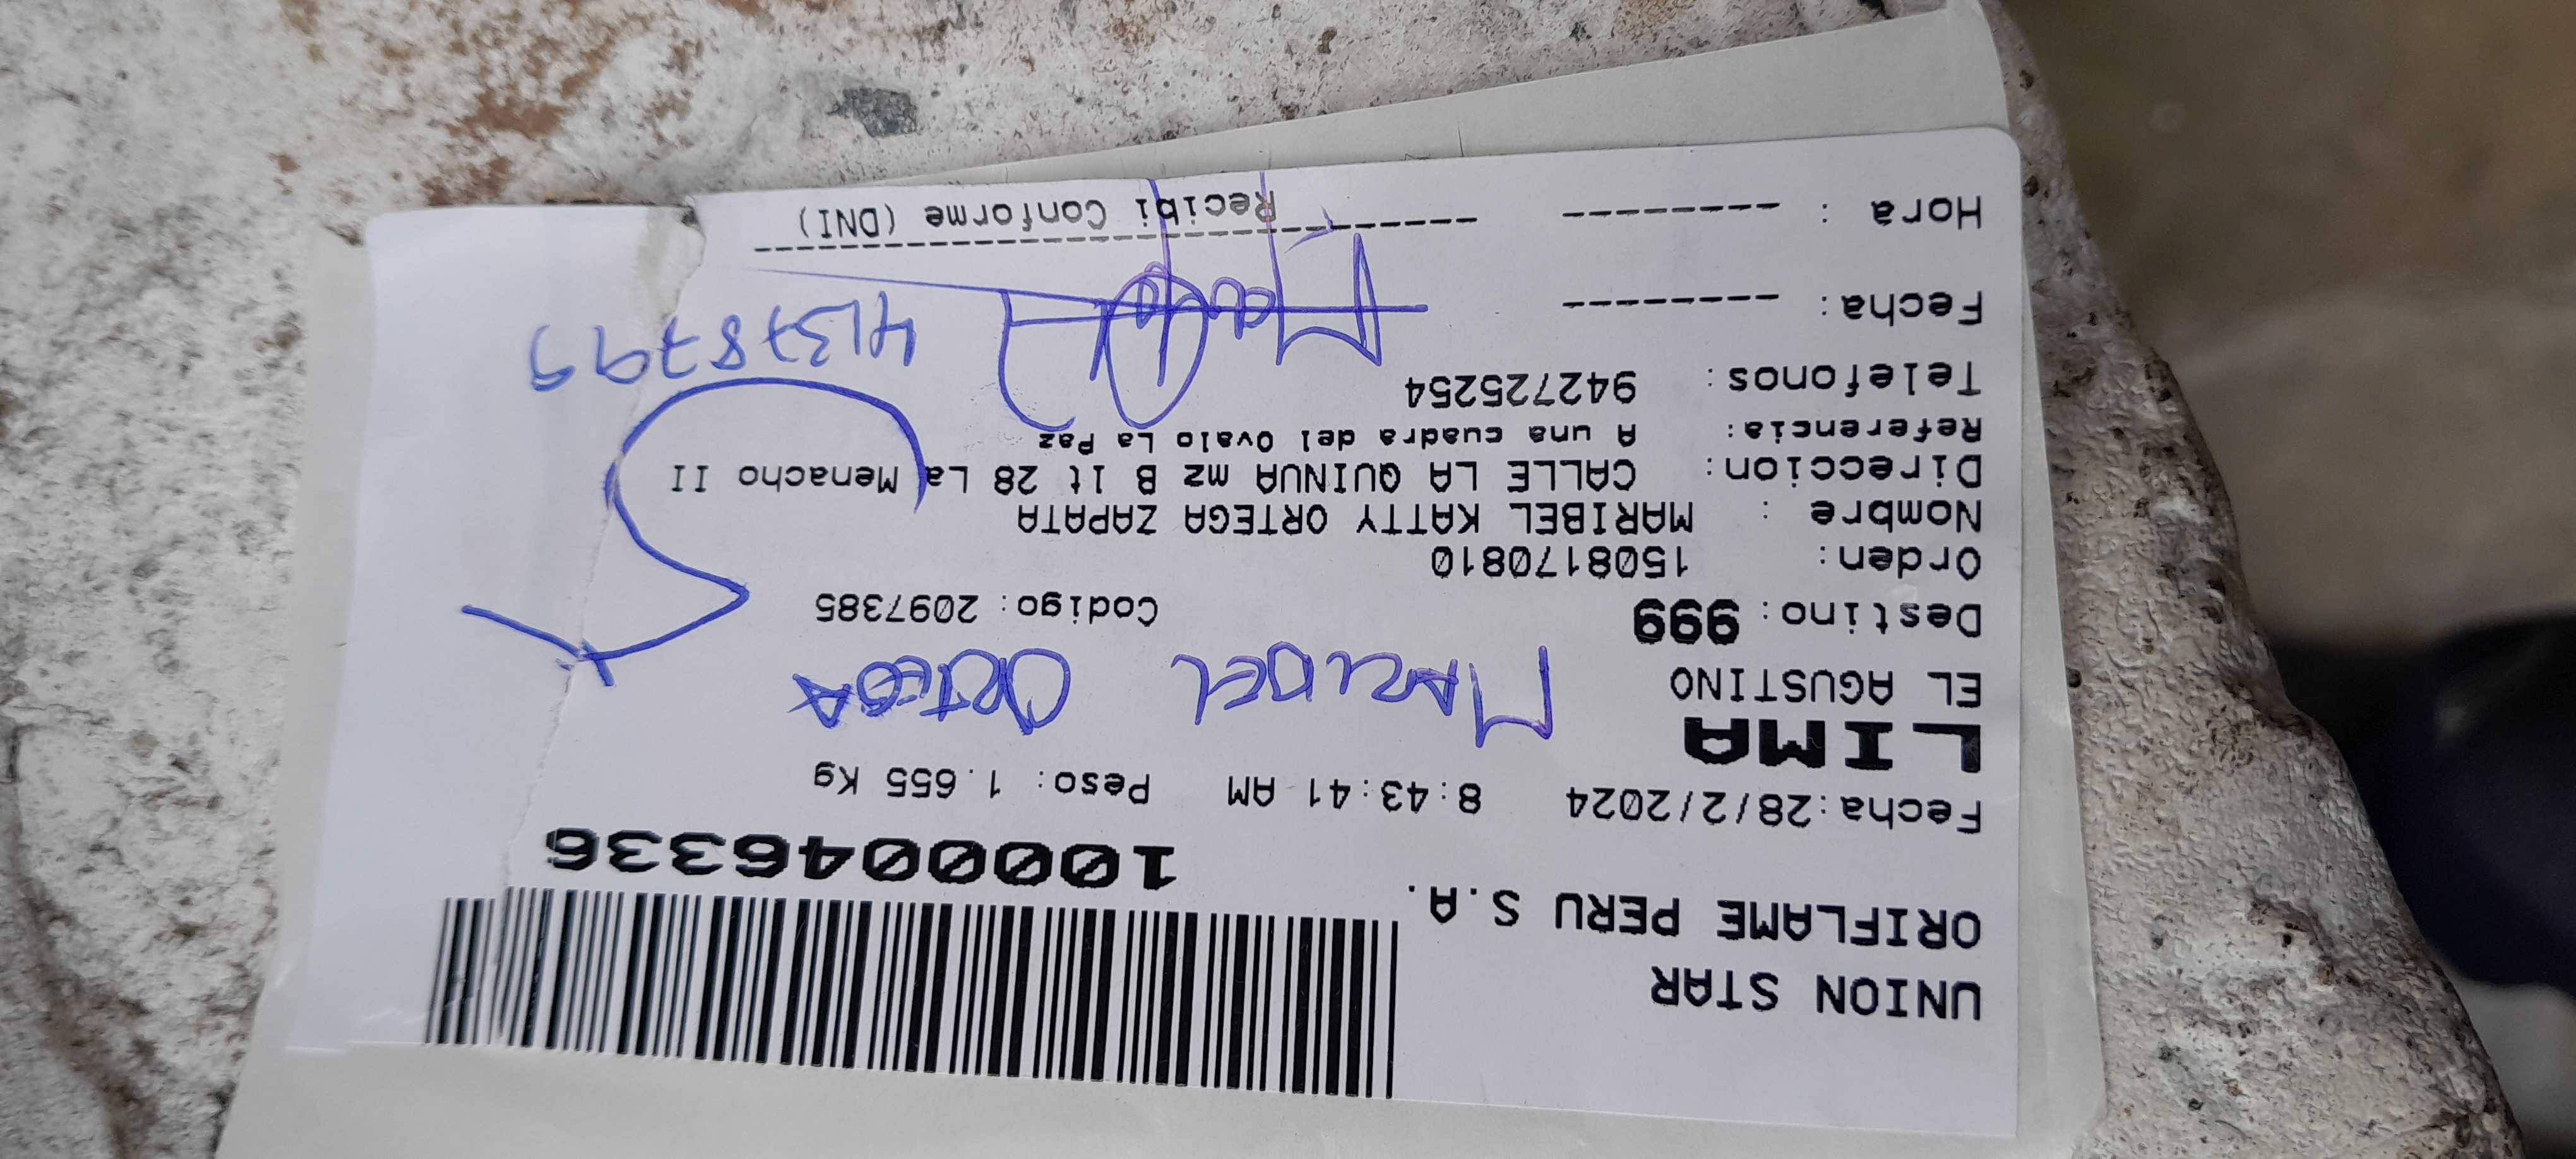 UNION STAR
ORIFLAME PERU S.A.
1000046336
Fecha:28/2/2024 8:43:41 AM Peso: 1.655 Kg
LIMA
EL AGUSTINO
MARIBEL ORTEGA
Destino: 999 Codigo: 2097385
Orden: 1508170810
Nombre : MARIBEL KATTY ORTEGA ZAPATA
Direccion: CALLE LA QUINUA mz B lt 28 La Menacho II
Referencia: A una cuadra del Ovalo La Paz
Telefonos: 942725254
41378799
Fecha: ---------
Hora : ---------
Recibi Conforme (DNI)